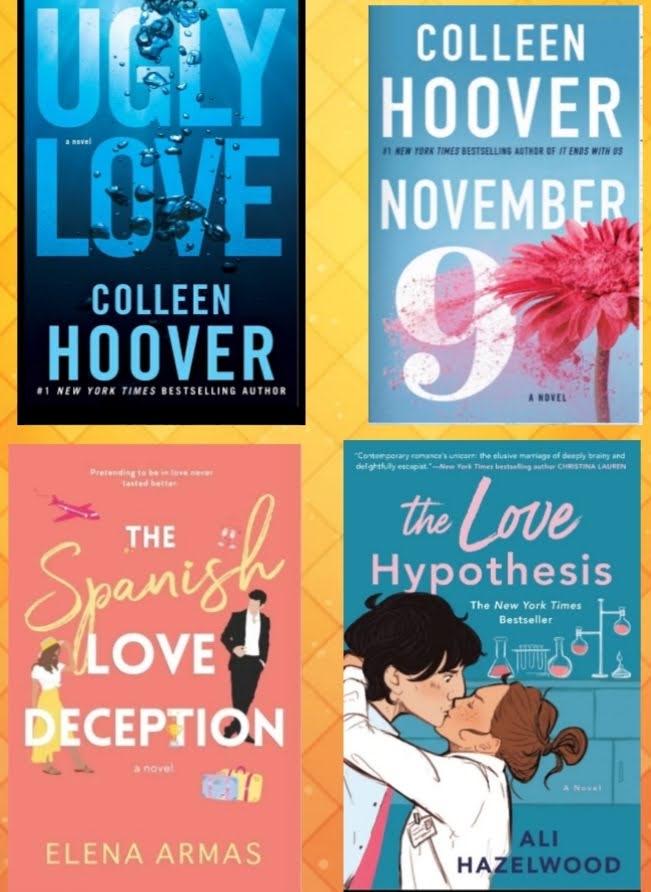 UGLY
a novel
LOVE
COLLEEN
HOOVER
#1 NEW YORK TIMES BESTSELLING AUTHOR
COLLEEN
HOOVER
#1 NEW YORK TIMES BESTSELLING AUTHOR OF IT ENDS WITH US
NOVEMBER
9
A NOVEL
Pretending to be in love never
tasted better.
THE
Spanish
LOVE
DECEPTION
a novel
ELENA ARMAS
"Contemporary romance's unicorn: the elusive marriage of deeply brainy and
delightfully escapist."—New York Times bestselling author CHRISTINA LAUREN
the Love
Hypothesis
The New York Times
Bestseller
A Novel
ALI
HAZELWOOD